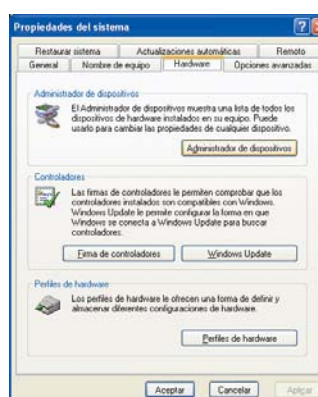 Propiedades del sistema
Restaurar sistema Actualizaciones automáticas Remoto
General Nombre de equipo Hardware Opciones avanzadas
Administrador de dispositivos
El Administrador de dispositivos muestra una lista de todos los
dispositivos de hardware instalados en su equipo. Puede
usarlo para cambiar las propiedades de cualquier dispositivo.
Administrador de dispositivos
Controladores
Las firmas de controladores le permiten comprobar que los
controladores instalados son compatibles con Windows.
Windows Update le permite configurar la forma en que
Windows se conecta a Windows Update para buscar
controladores.
Firma de controladores Windows Update
Perfiles de hardware
Los perfiles de hardware le ofrecen una forma de definir y
almacenar diferentes configuraciones de hardware.
Perfiles de hardware
Aceptar Cancelar Aplicar